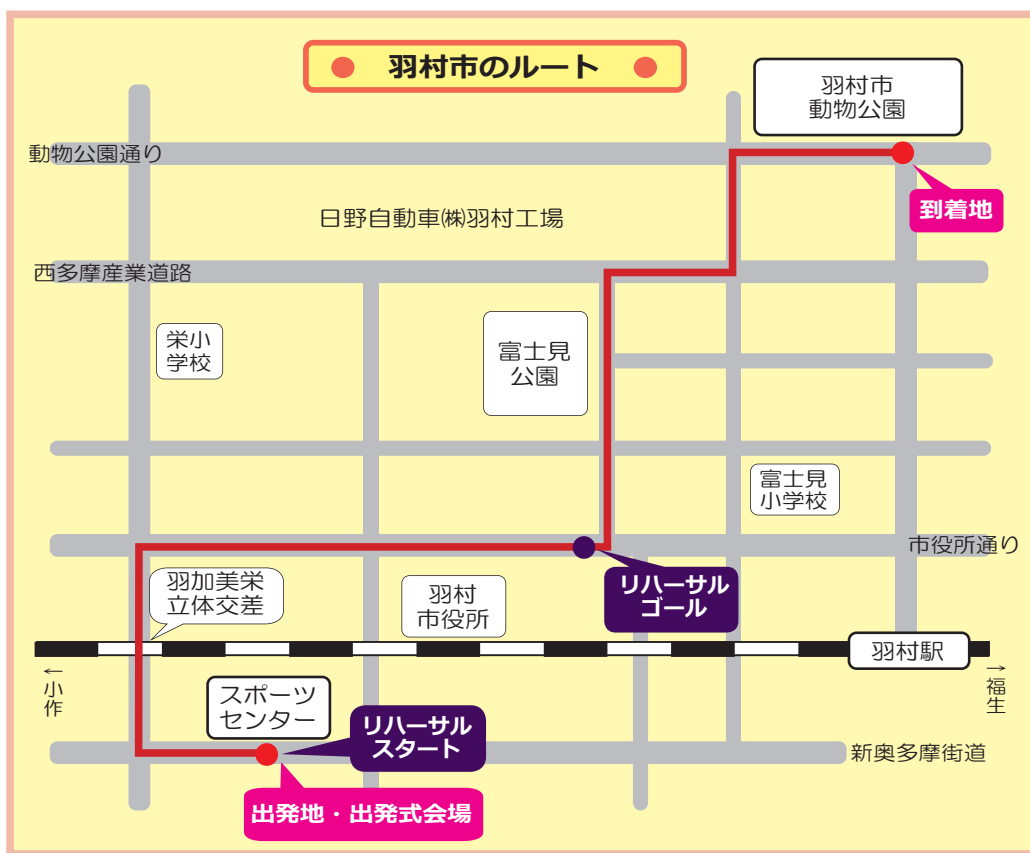 羽村市のルート
羽村市
動物公園
動物公園通り
到着地
日野自動車㈱羽村工場
西多摩産業道路
栄小
学校
富士見
公園
富士見
小学校
市役所通り
リハーサル
ゴール
羽加美栄
立体交差
羽村
市役所
羽村駅
←小作
→福生
スポーツ
センター
リハーサル
スタート
新奥多摩街道
出発地・出発式会場